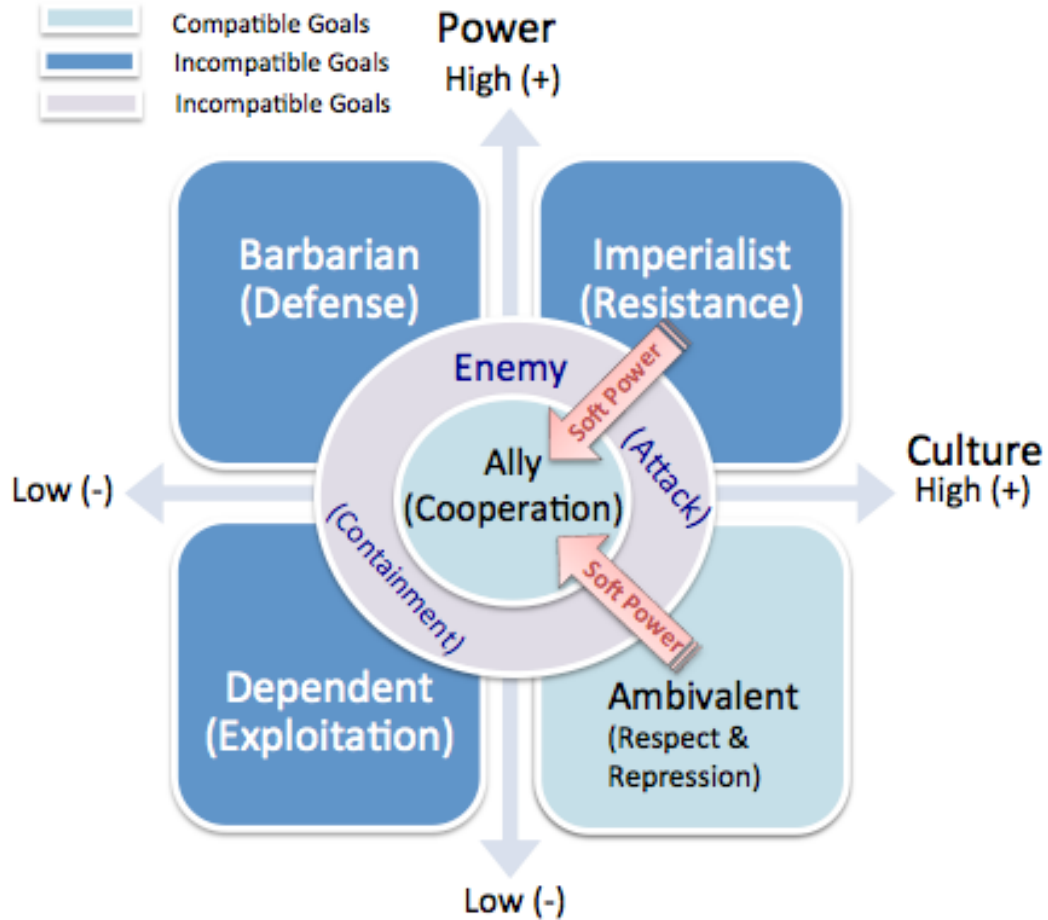 Compatible Goals
Incompatible Goals
Incompatible Goals
Power
High (+)
Barbarian
(Defense)
Imperialist
(Resistance)
Enemy
Soft Power
(Attack)
Ally
(Cooperation)
Culture
High (+)
Low (-)
(Containment)
Soft Power
Dependent
(Exploitation)
Ambivalent
(Respect &
Repression)
Low (-)